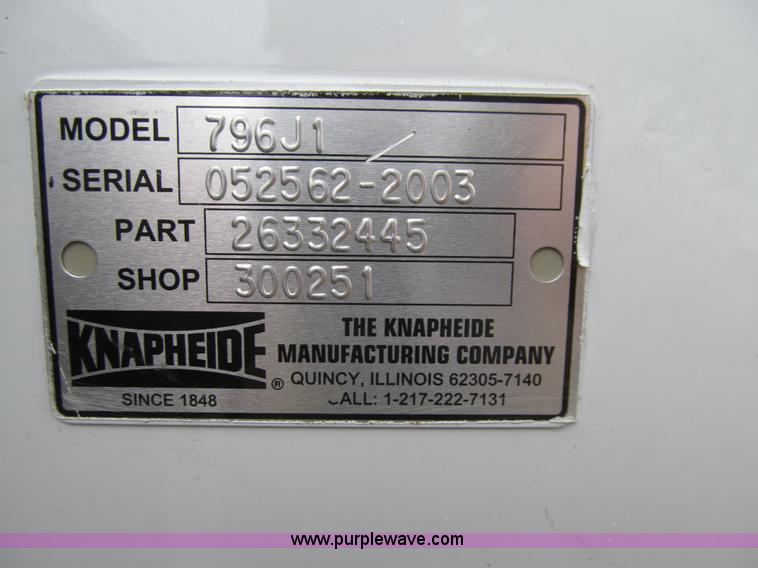 MODEL 796J1
SERIAL 052562-2003
PART 26332445
SHOP 300251
KNAPHEIDE ®
SINCE 1848
THE KNAPHEIDE
MANUFACTURING COMPANY
QUINCY, ILLINOIS 62305-7140
CALL: 1-217-222-7131
www.purplewave.com